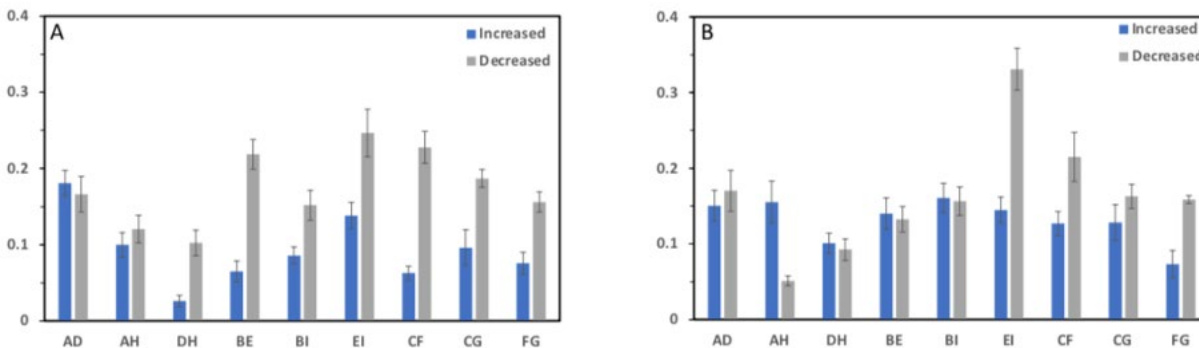 0.4
A
Increased
Decreased
0.3
0.2
0.1
0
AD AH DH BE BI EI CF CG FG
0.4
B
Increased
Decreased
0.3
0.2
0.1
0
AD AH DH BE BI EI CF CG FG